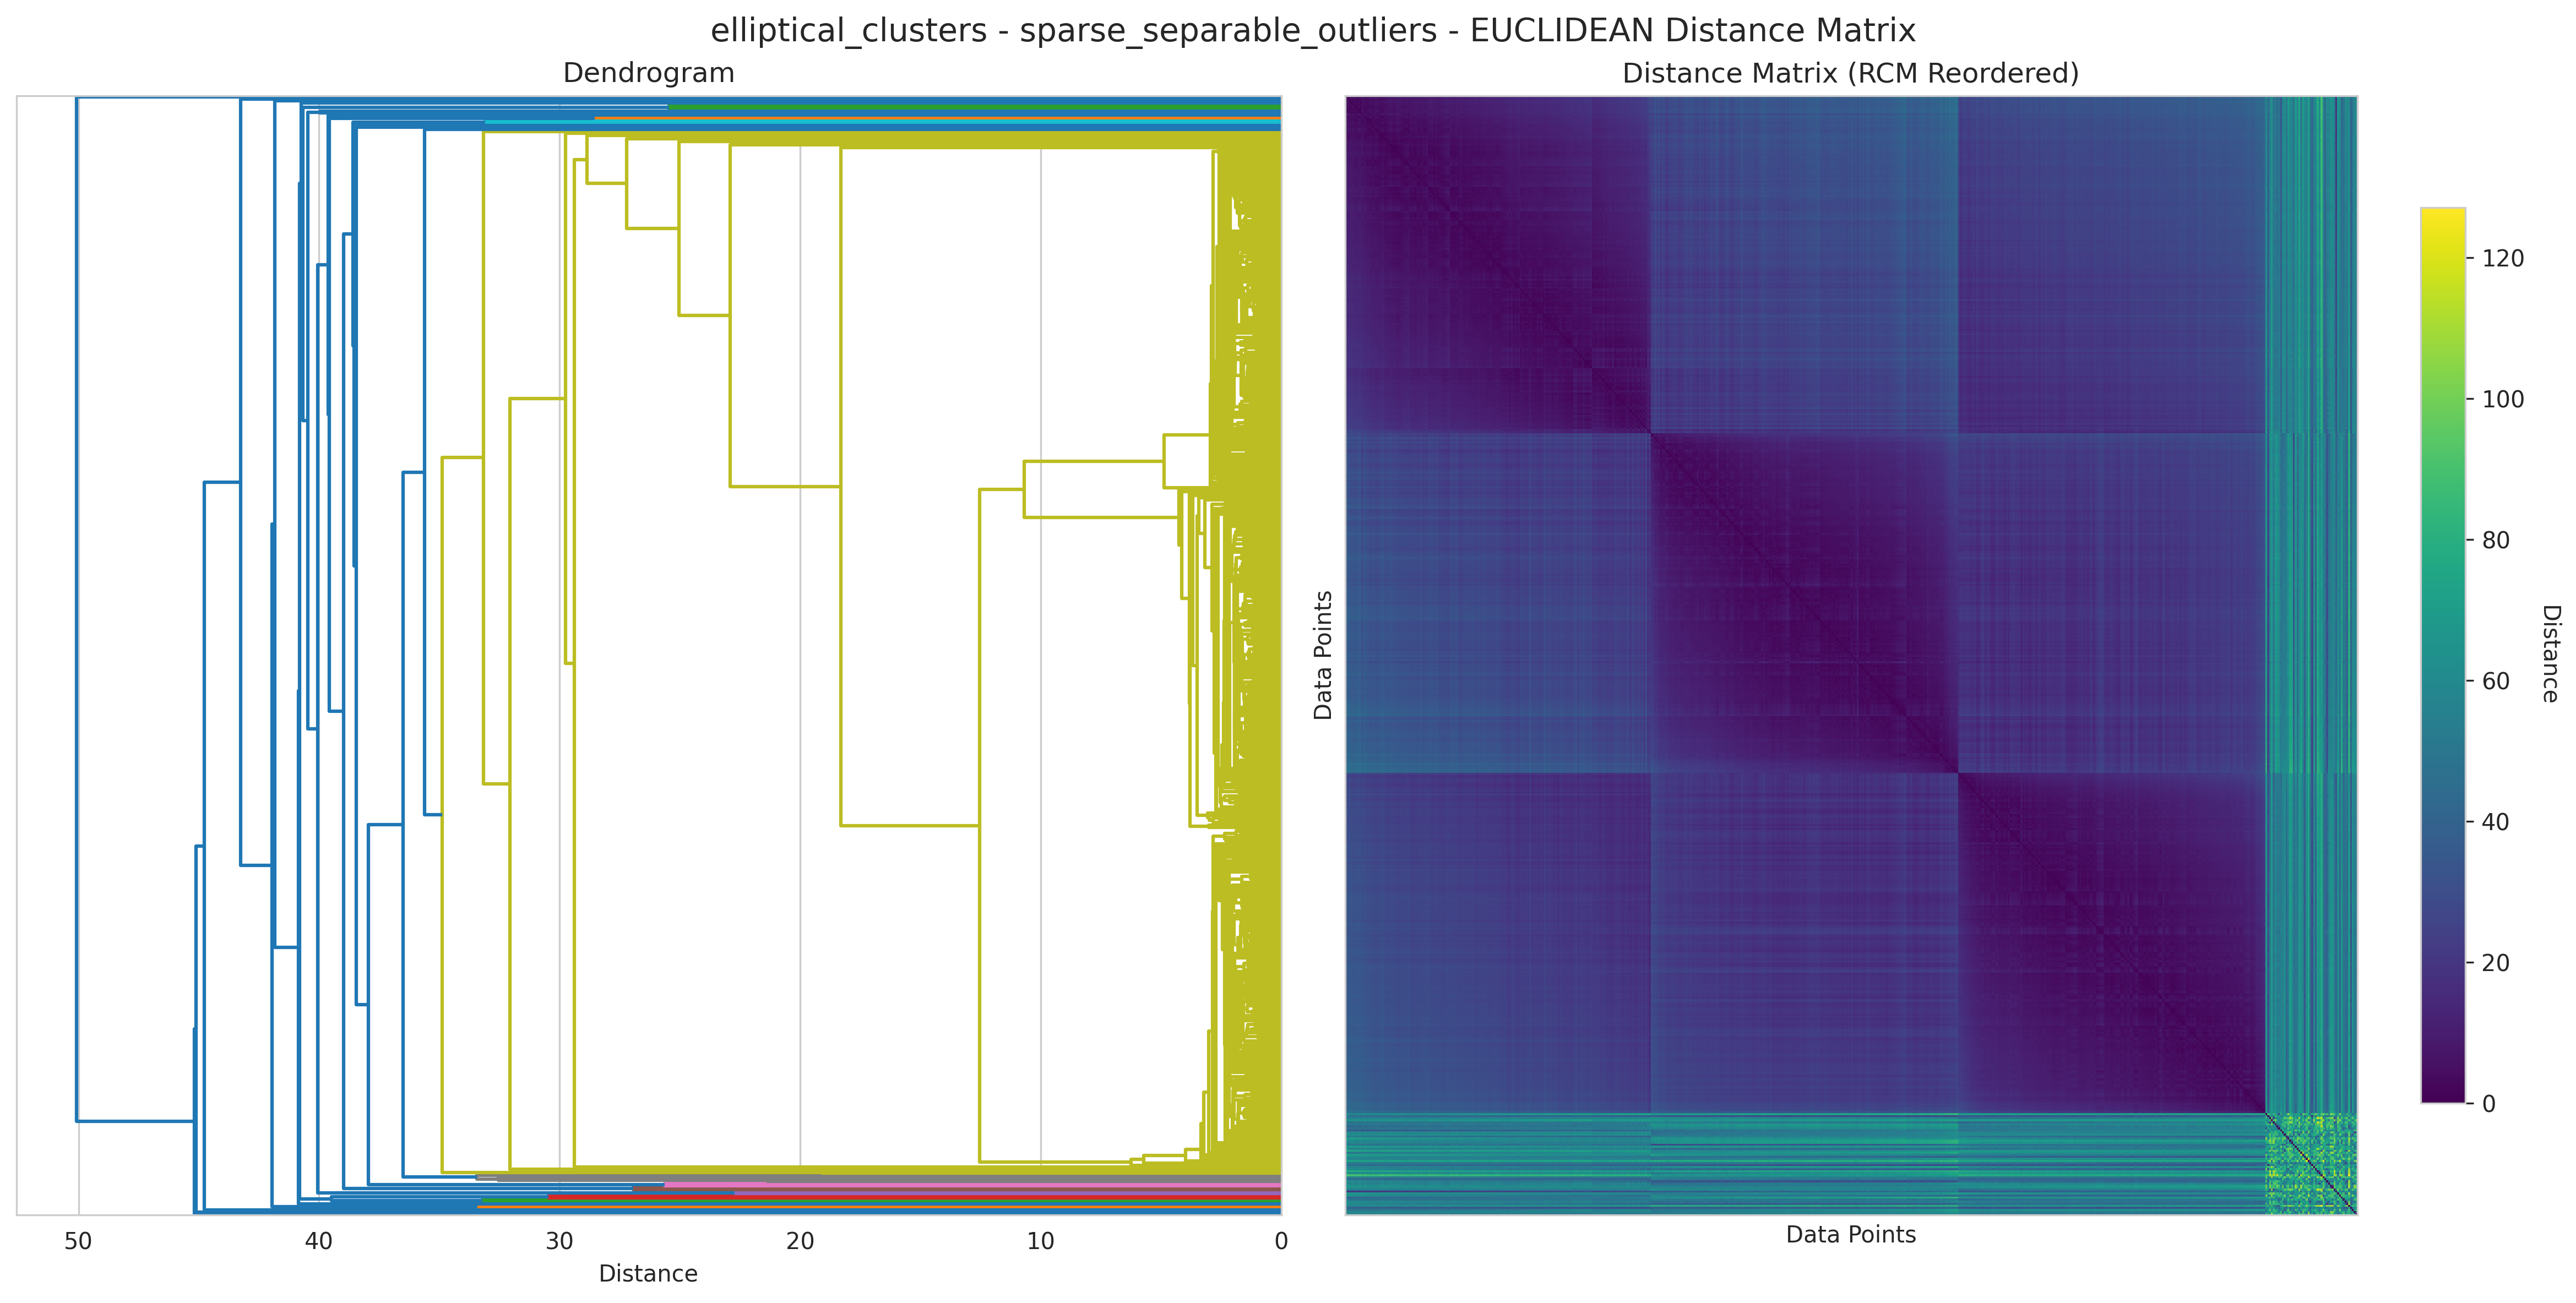 elliptical_clusters - sparse_separable_outliers - EUCLIDEAN Distance Matrix
Dendrogram
50
40
30
20
10
0
Distance
Distance Matrix (RCM Reordered)
Data Points
Data Points
120
100
80
60
40
20
0
Distance